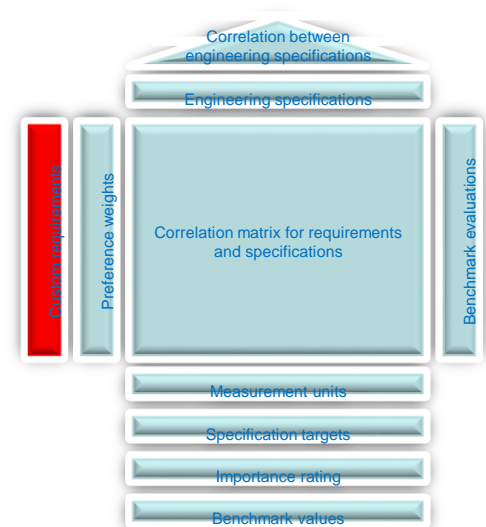 Correlation between
engineering specifications
Engineering specifications
Custom requirements
Preference weights
Correlation matrix for requirements
and specifications
Benchmark evaluations
Measurement units
Specification targets
Importance rating
Benchmark values